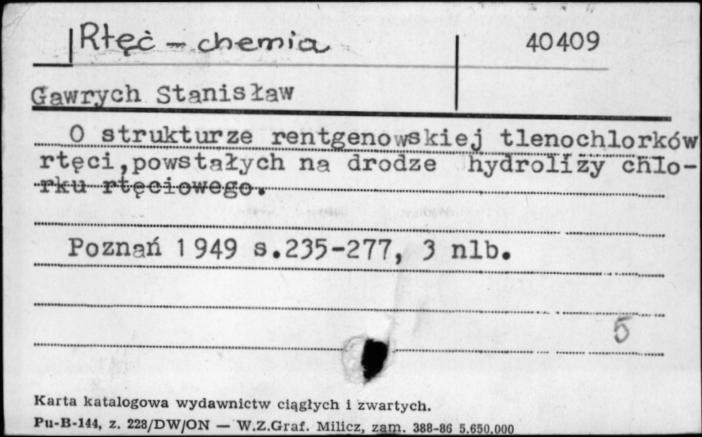 Rtęć - chemia
40409
Gawrych Stanisław
O strukturze rentgenowskiej tlenochlorków
rtęci,powstałych na drodze hydrolizy chlo-
rku rtęciowego.
Poznań 1949 s.235-277, 3 nlb.
5
Karta katalogowa wydawnictw ciągłych i zwartych.
Pu-B-144, z. 228/DW/ON — W.Z.Graf. Milicz, zam. 388-86 5.650.000